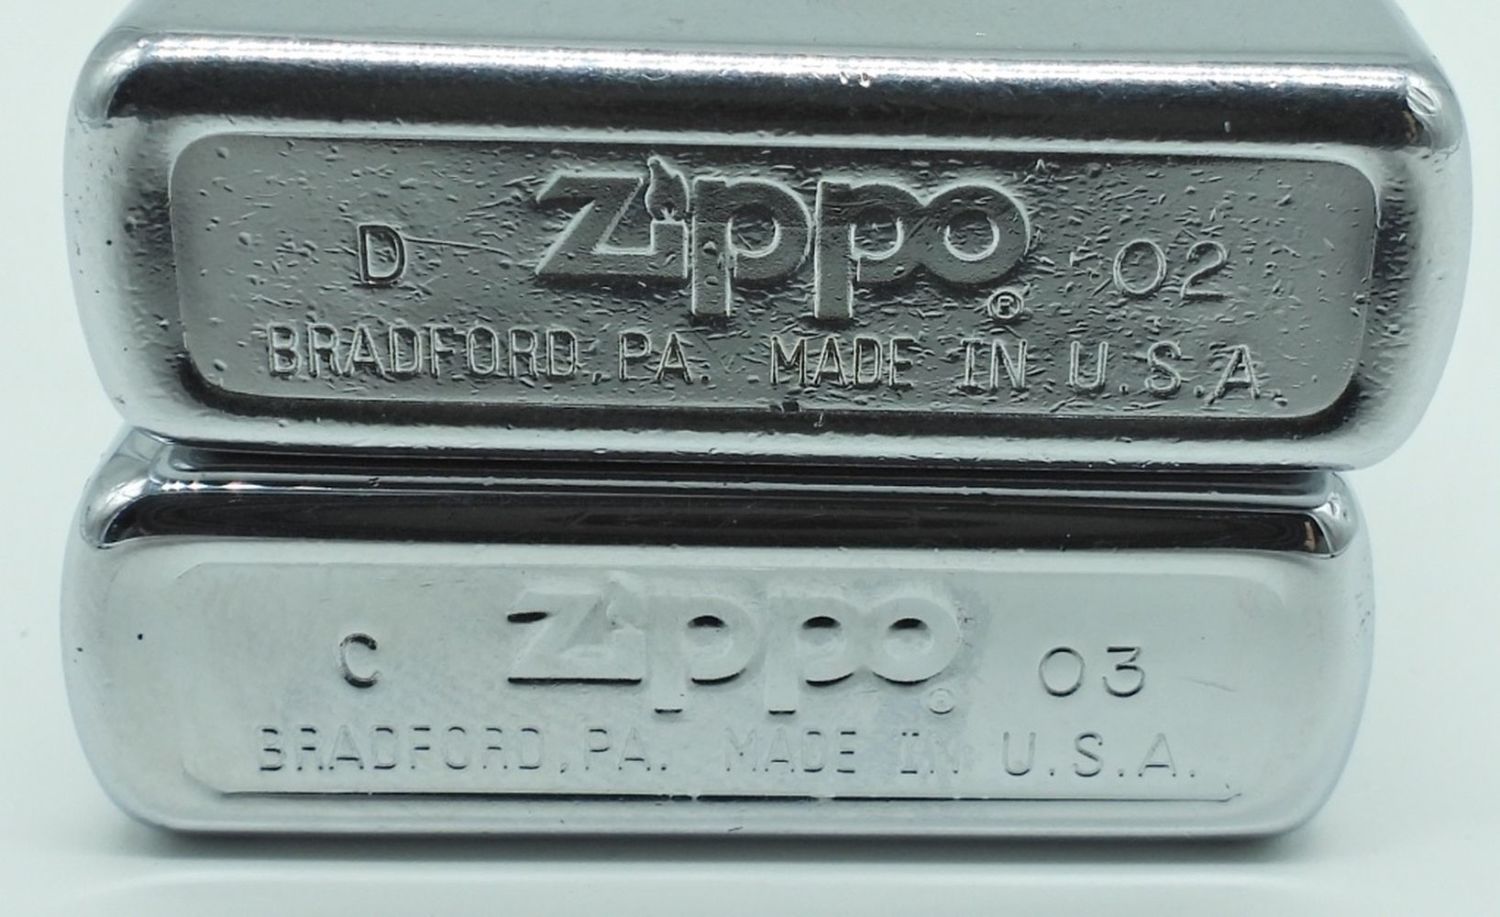 D Zippo ® 02
BRADFORD, PA. MADE IN U.S.A.
C Zippo ® 03
BRADFORD, PA. MADE IN U.S.A.